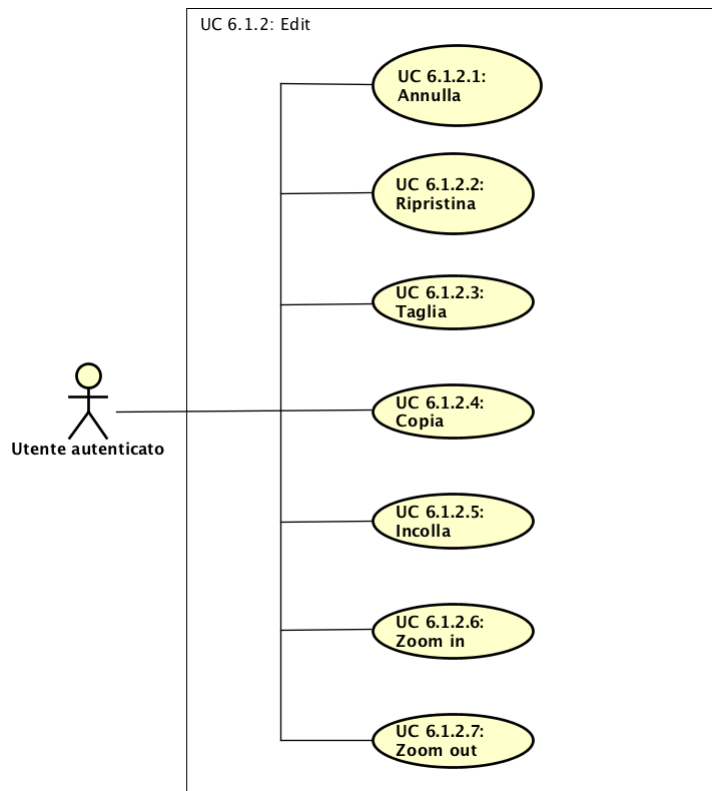 UC 6.1.2: Edit
UC 6.1.2.1:
Annulla
UC 6.1.2.2:
Ripristina
UC 6.1.2.3:
Taglia
Utente autenticato
UC 6.1.2.4:
Copia
UC 6.1.2.5:
Incolla
UC 6.1.2.6:
Zoom in
UC 6.1.2.7:
Zoom out